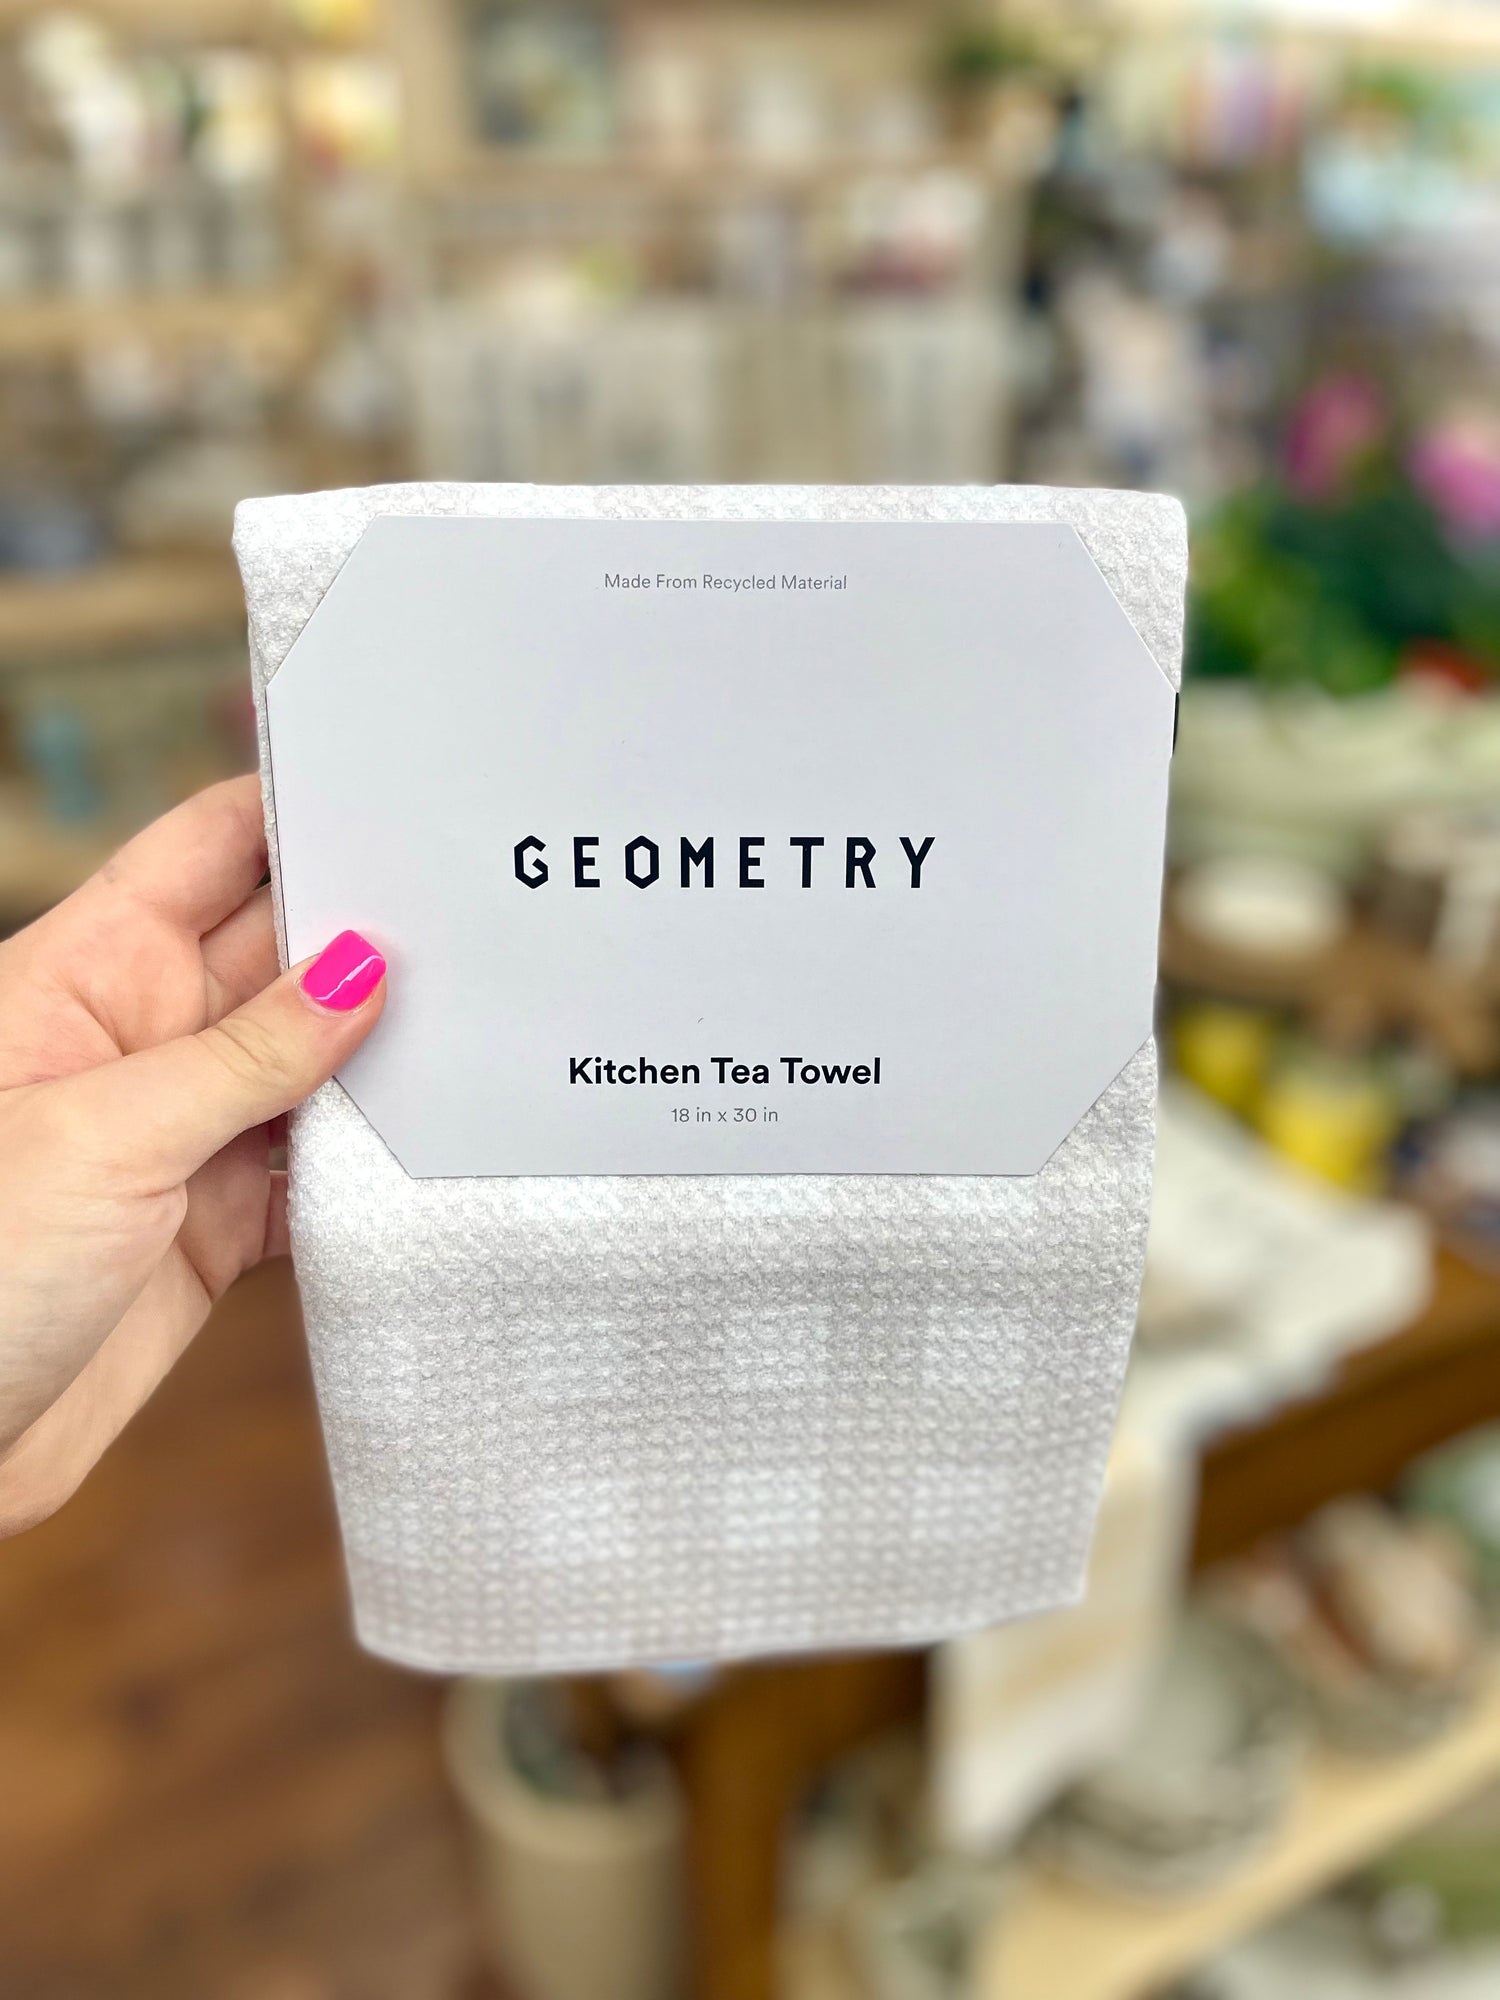 Made From Recycled Material
GEOMETRY
Kitchen Tea Towel
18 in x 30 in